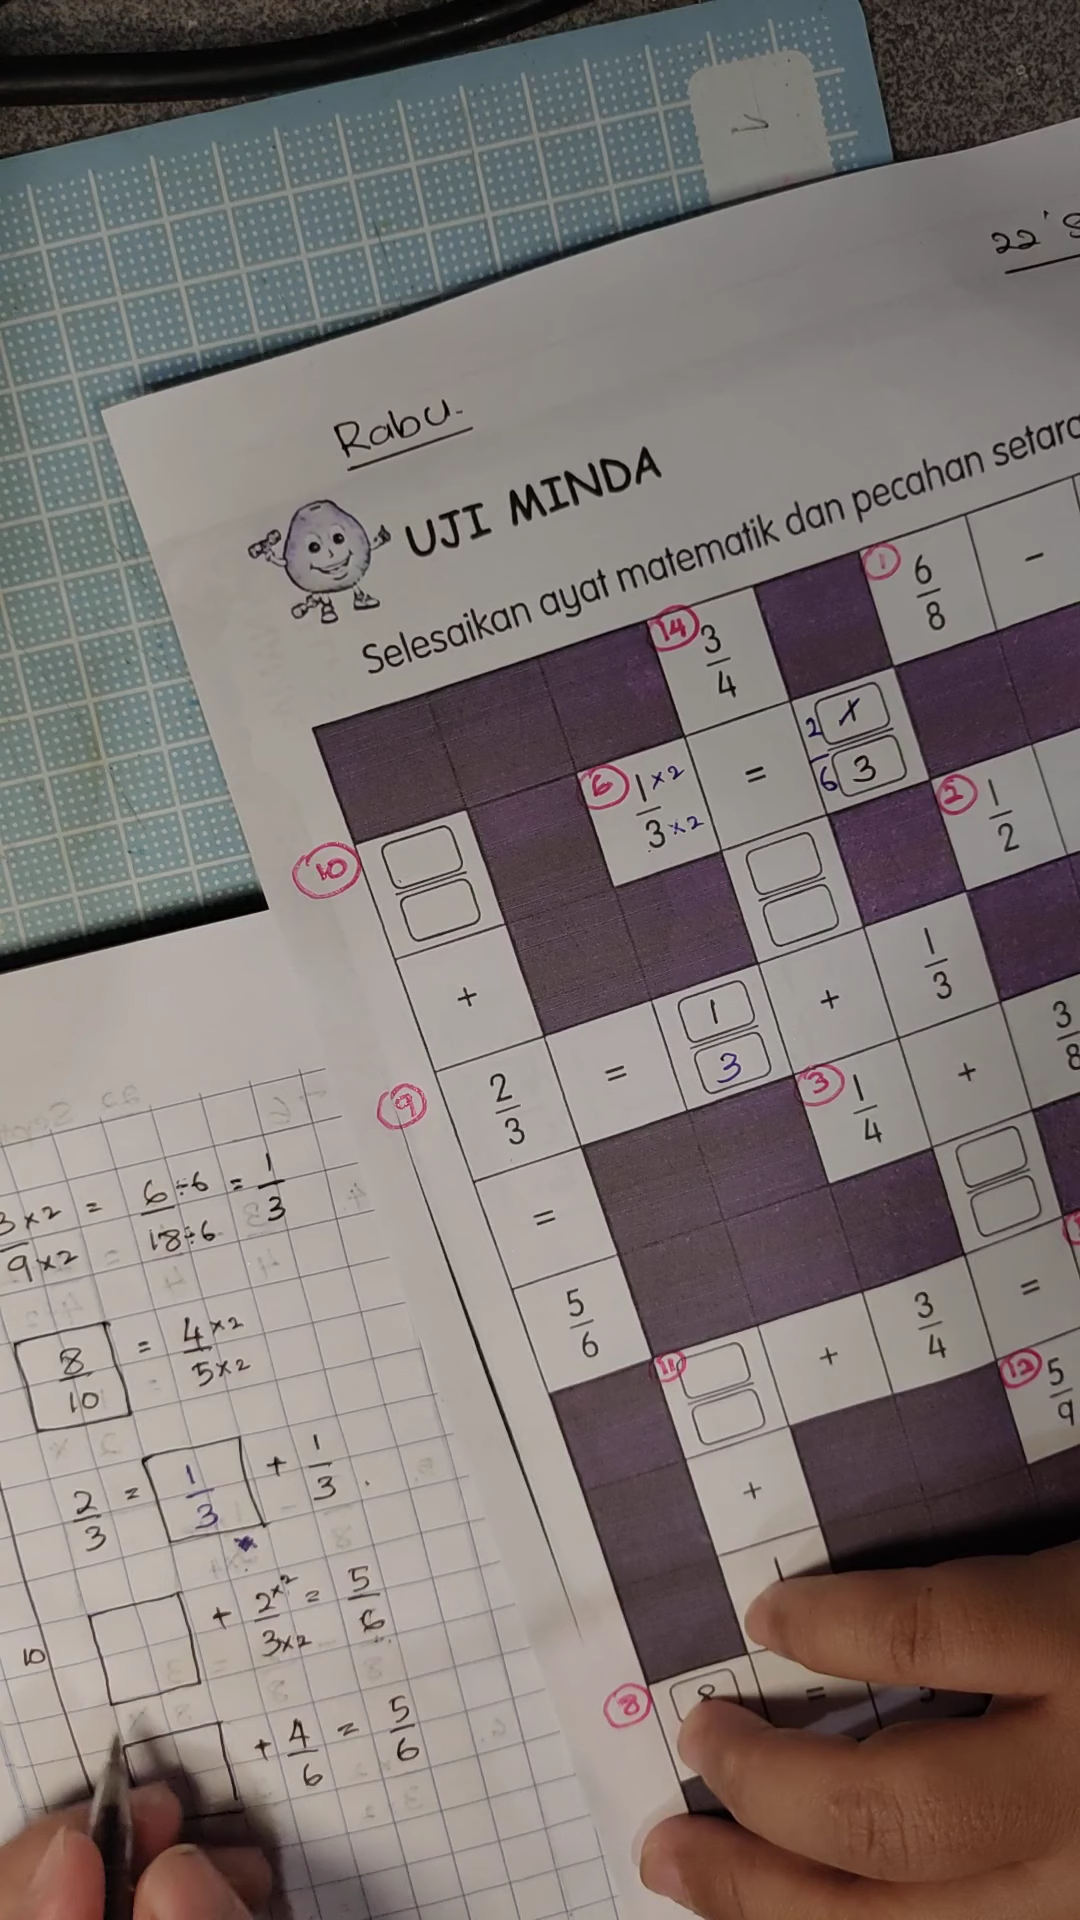 22'S
Rabu.
UJI MINDA
Selesaikan ayat matematik dan pecahan setara
14 3/4
1 6/8 -
6 1×2/3×2 = 2/6 1/3
2 1/2
10
+ 1/3
9 2/3 = 1/3 +
3 1/4 + 3/8
=
5/6
11 + 3/4 =
12 5/9
+
1
8 8 =
3×2/9×2 = 6÷6/18÷6 = 1/3
8/10 = 4×2/5×2
2/3 = 1/3 + 1/3 .
10 + 2×2/3×2 = 5/6
+ 4/6 = 5/6